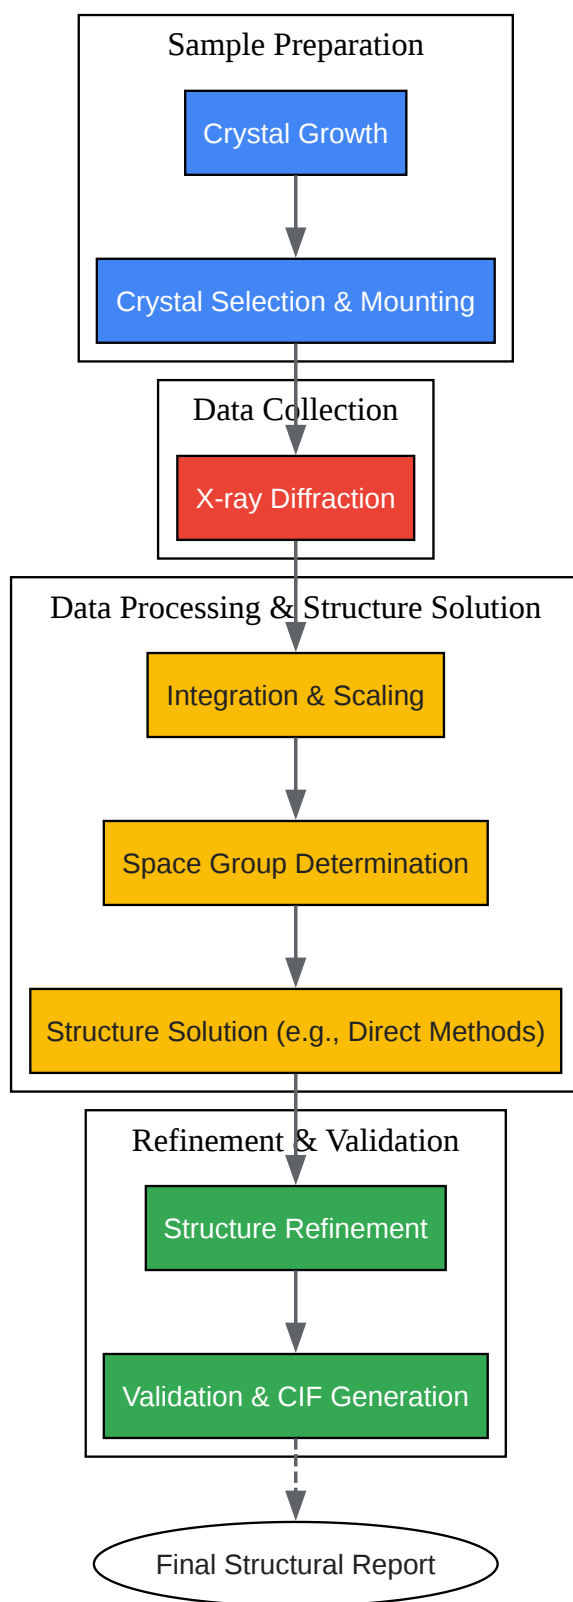 Sample Preparation
Crystal Growth
Crystal Selection & Mounting
Data Collection
X-ray Diffraction
Data Processing & Structure Solution
Integration & Scaling
Space Group Determination
Structure Solution (e.g., Direct Methods)
Refinement & Validation
Structure Refinement
Validation & CIF Generation
Final Structural Report